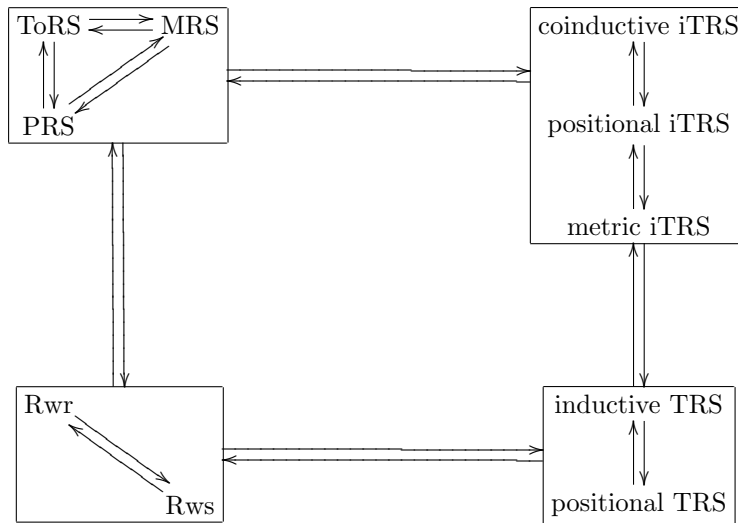 ToRS MRS
PRS
coinductive iTRS
positional iTRS
metric iTRS
Rwr
Rws
inductive TRS
positional TRS